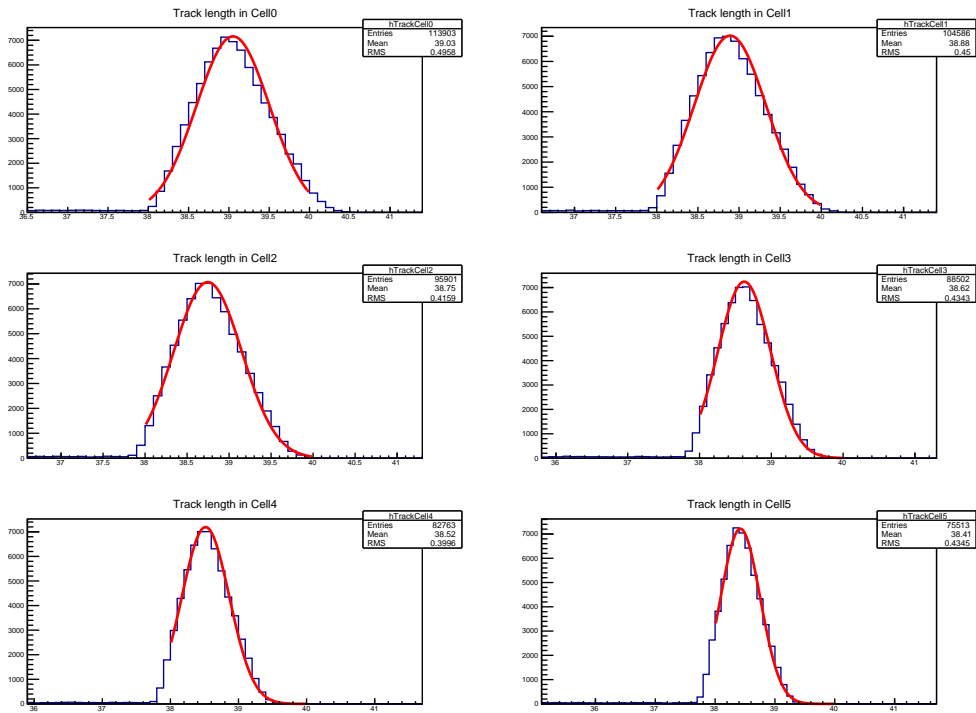 Track length in Cell0
hTrackCell0
Entries 113903
Mean 39.03
RMS 0.4958
7000
6000
5000
4000
3000
2000
1000
0
36.5 37 37.5 38 38.5 39 39.5 40 40.5 41
Track length in Cell1
hTrackCell1
Entries 104586
Mean 38.88
RMS 0.45
7000
6000
5000
4000
3000
2000
1000
0
37 37.5 38 38.5 39 39.5 40 40.5 41
Track length in Cell2
hTrackCell2
Entries 95901
Mean 38.75
RMS 0.4159
7000
6000
5000
4000
3000
2000
1000
0
37 37.5 38 38.5 39 39.5 40 40.5 41
Track length in Cell3
hTrackCell3
Entries 88502
Mean 38.62
RMS 0.4343
7000
6000
5000
4000
3000
2000
1000
0
36 37 38 39 40 41
Track length in Cell4
hTrackCell4
Entries 82763
Mean 38.52
RMS 0.3996
7000
6000
5000
4000
3000
2000
1000
0
36 37 38 39 40 41
Track length in Cell5
hTrackCell5
Entries 75513
Mean 38.41
RMS 0.4345
7000
6000
5000
4000
3000
2000
1000
0
36 37 38 39 40 41